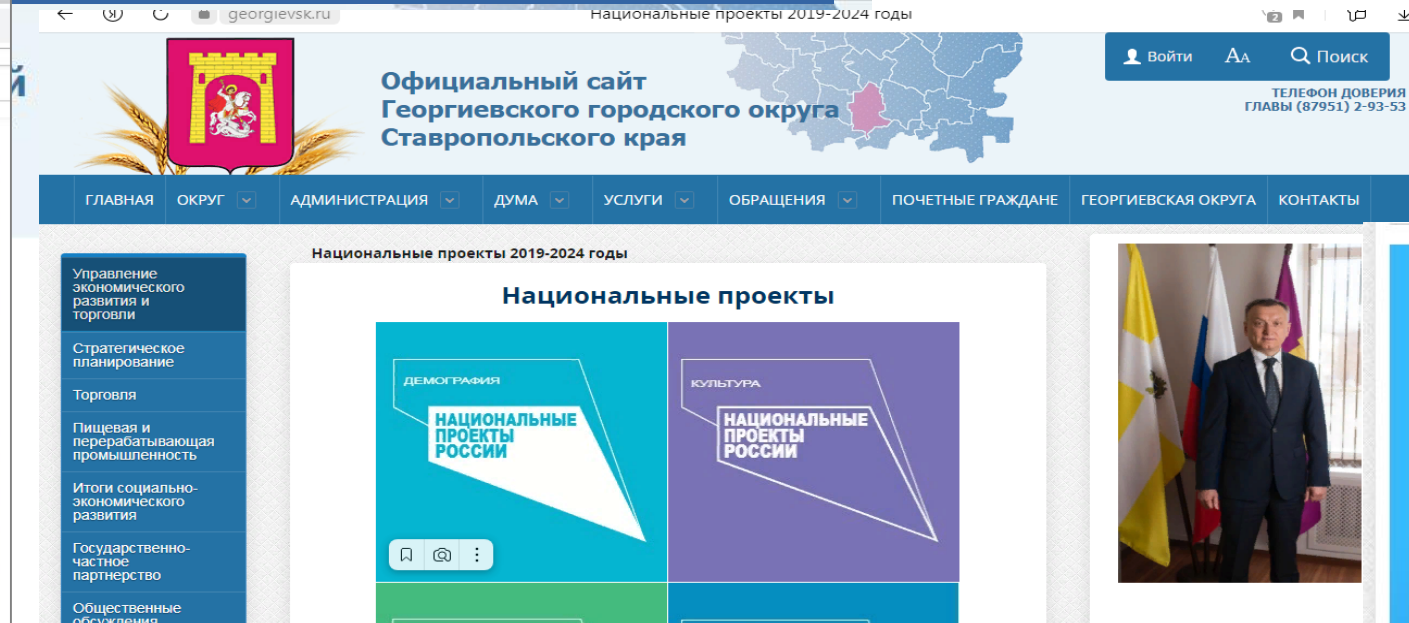 й
georgievsk.ru
Национальные проекты 2019-2024 годы
2
Официальный сайт
Георгиевского городского округа
Ставропольского края
Войти
АА
Поиск
ТЕЛЕФОН ДОВЕРИЯ
ГЛАВЫ (87951) 2-93-53
ГЛАВНАЯ
ОКРУГ
АДМИНИСТРАЦИЯ
ДУМА
УСЛУГИ
ОБРАЩЕНИЯ
ПОЧЕТНЫЕ ГРАЖДАНЕ
ГЕОРГИЕВСКАЯ ОКРУГА
КОНТАКТЫ
Управление
экономического
развития и
торговли
Стратегическое
планирование
Торговля
Пищевая и
перерабатывающая
промышленность
Итоги социально-
экономического
развития
Государственно-
частное
партнерство
Общественные
обсуждения
Национальные проекты 2019-2024 годы
Национальные проекты
ДЕМОГРАФИЯ
НАЦИОНАЛЬНЫЕ
ПРОЕКТЫ
РОССИИ
КУЛЬТУРА
НАЦИОНАЛЬНЫЕ
ПРОЕКТЫ
РОССИИ